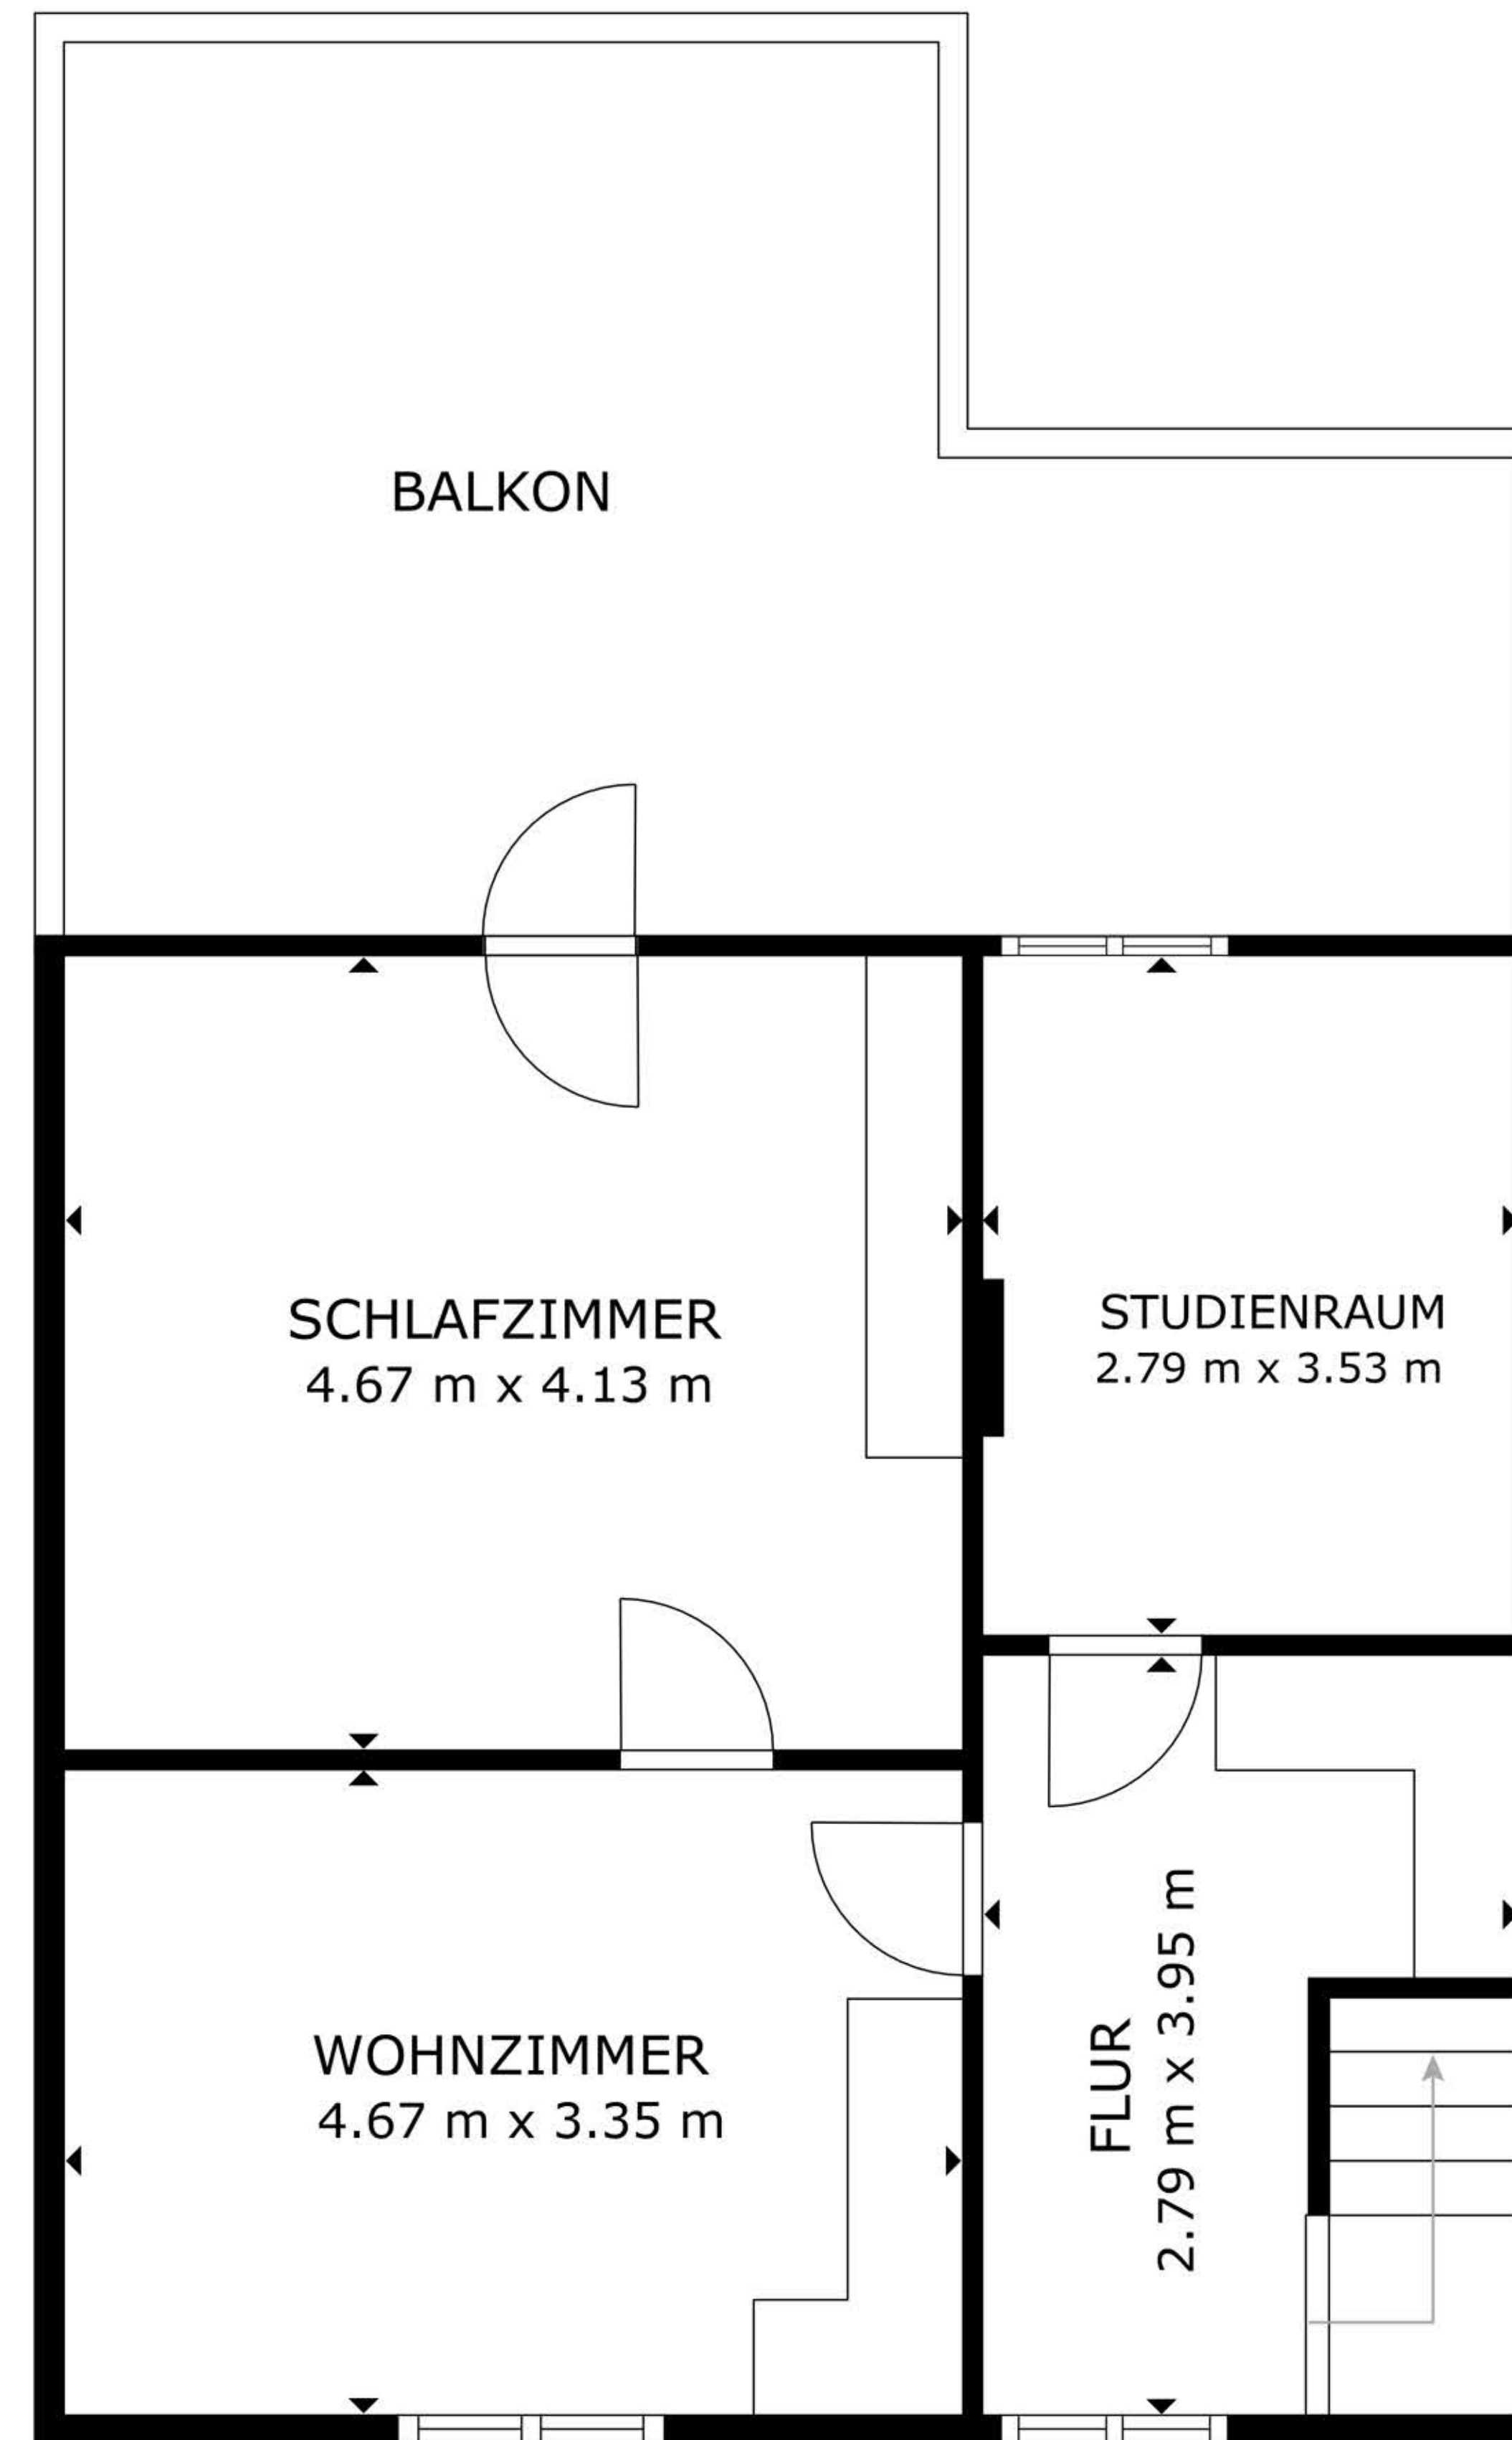 BALKON
SCHLAFZIMMER
4.67 m x 4.13 m
STUDIENRAUM
2.79 m x 3.53 m
WOHNZIMMER
4.67 m x 3.35 m
FLUR
2.79 m x 3.95 m